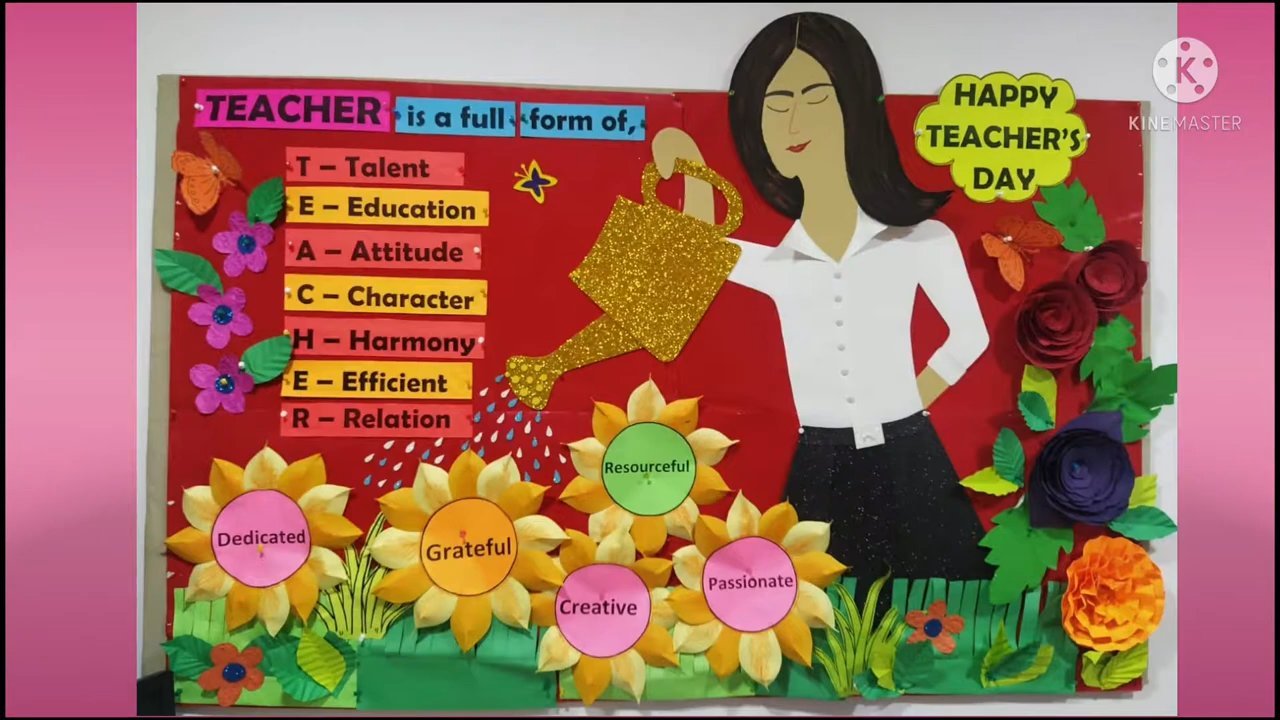 TEACHER is a full form of,
T – Talent
E – Education
A – Attitude
C – Character
H – Harmony
E – Efficient
R – Relation
HAPPY
TEACHER'S
DAY
K
KINEMASTER
Resourceful
Dedicated
Grateful
Creative
Passionate